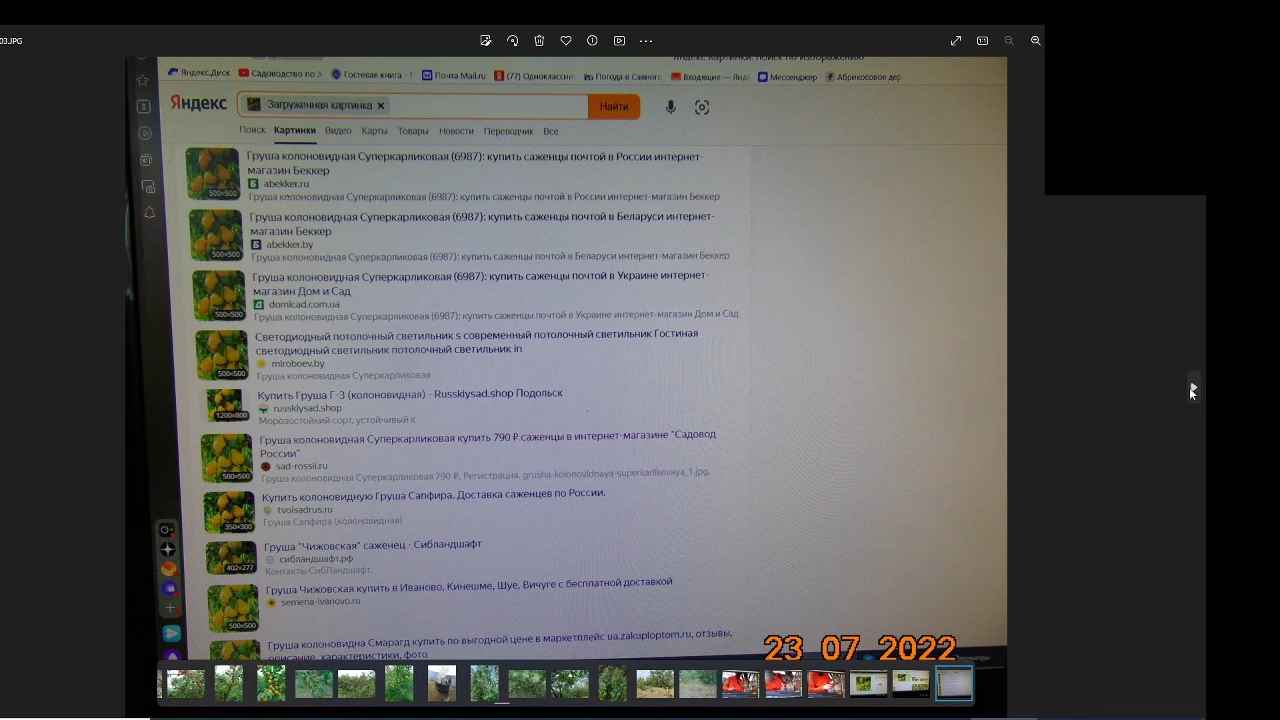 03.JPG
Яндекс.Диск
Садоводство по
Гостевая книга
Почта Mail.ru
(77) Одноклассни
Погода в Саяного
Входящие — Янд
Мессенджер
Абрикосовое дер
Яндекс
Загруженная картинка
Найти
Поиск Картинки Видео Карты Товары Новости Переводчик Все
Груша колоновидная Суперкарликовая (6987): купить саженцы почтой в России интернет-
магазин Беккер
abekker.ru
Груша колоновидная Суперкарликовая (6987): купить саженцы почтой в России интернет-магазин Беккер
500×500
Груша колоновидная Суперкарликовая (6987): купить саженцы почтой в Беларуси интернет-
магазин Беккер
abekker.by
Груша колоновидная Суперкарликовая (6987): купить саженцы почтой в Беларуси интернет-магазин Беккер
500×500
Груша колоновидная Суперкарликовая (6987): купить саженцы почтой в Украине интернет-
магазин Дом и Сад
domicad.com.ua
Груша колоновидная Суперкарликовая (6987): купить саженцы почтой в Украине интернет-магазин Дом и Сад
500×500
Светодиодный потолочный светильник s современный потолочный светильник Гостиная
светодиодный светильник потолочный светильник in
miroboev.by
Груша колоновидная Суперкарликовая
500×500
Купить Груша Г-3 (колоновидная) - Russkiysad.shop Подольск
russkiysad.shop
Морозостойкий сорт, устойчивый к
1200×800
Груша колоновидная Суперкарликовая купить 790 ₽ саженцы в интернет-магазине "Садовод
России"
sad-rossii.ru
Груша колоновидная Суперкарликовая 790 ₽. Регистрация. grusha-kolonovidnaya-superkarlikovaya_1.jpg.
500×500
Купить колоновидную Груша Сапфира. Доставка саженцев по России.
tvoisadrus.ru
Груша Сапфира (колоновидная)
350×300
Груша "Чижовская" саженец - Сибландшафт
сибландшафт.рф
Контакты СибЛандшафт,
402×277
Груша Чижовская купить в Иваново, Кинешме, Шуе, Вичуге с бесплатной доставкой
semena-ivanovo.ru
500×500
Груша колоновидна Смарагд купить по выгодной цене в маркетплейс ua.zakupioptom.ru, отзывы,
описание, характеристики, фото
23 07 2022